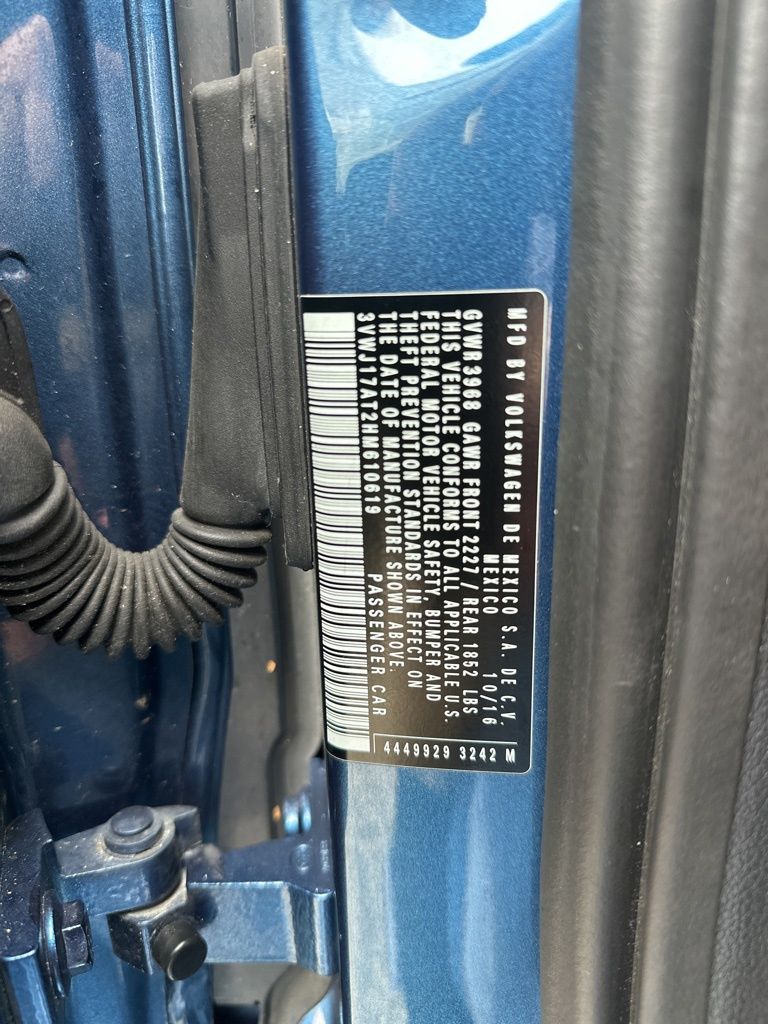 MFD BY VOLKSWAGEN DE MEXICO S.A. DE C.V.
MEXICO 10/16
GVWR 3968 GAWR FRONT 2227 / REAR 1852 LBS
THIS VEHICLE CONFORMS TO ALL APPLICABLE U.S.
FEDERAL MOTOR VEHICLE SAFETY, BUMPER AND
THEFT PREVENTION STANDARDS IN EFFECT ON
THE DATE OF MANUFACTURE SHOWN ABOVE.
3VWJ17AT2HM610619 PASSENGER CAR
4449929 3242 M